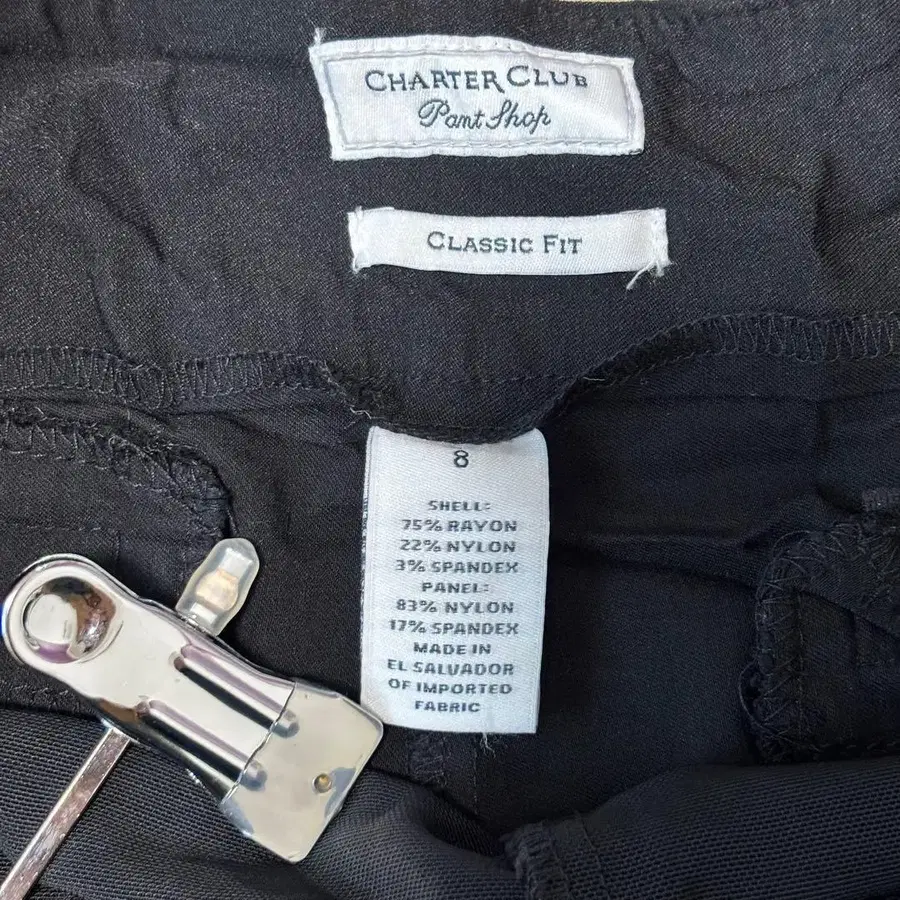 CHARTER CLUB
Pant Shop
CLASSIC FIT
8
SHELL:
75% RAYON
22% NYLON
3% SPANDEX
PANEL:
83% NYLON
17% SPANDEX
MADE IN
EL SALVADOR
OF IMPORTED
FABRIC